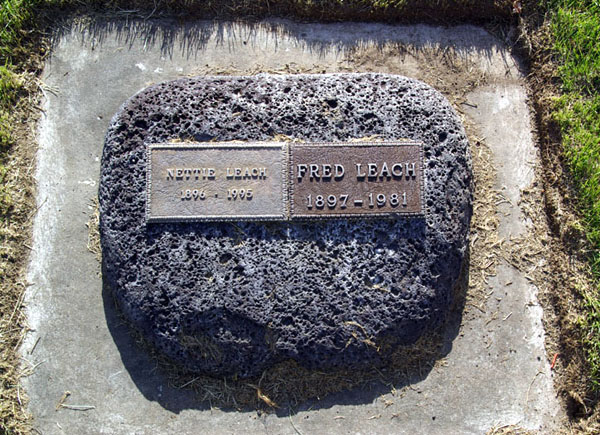 NETTIE LEACH
1896 - 1995
FRED LEACH
1897-1981